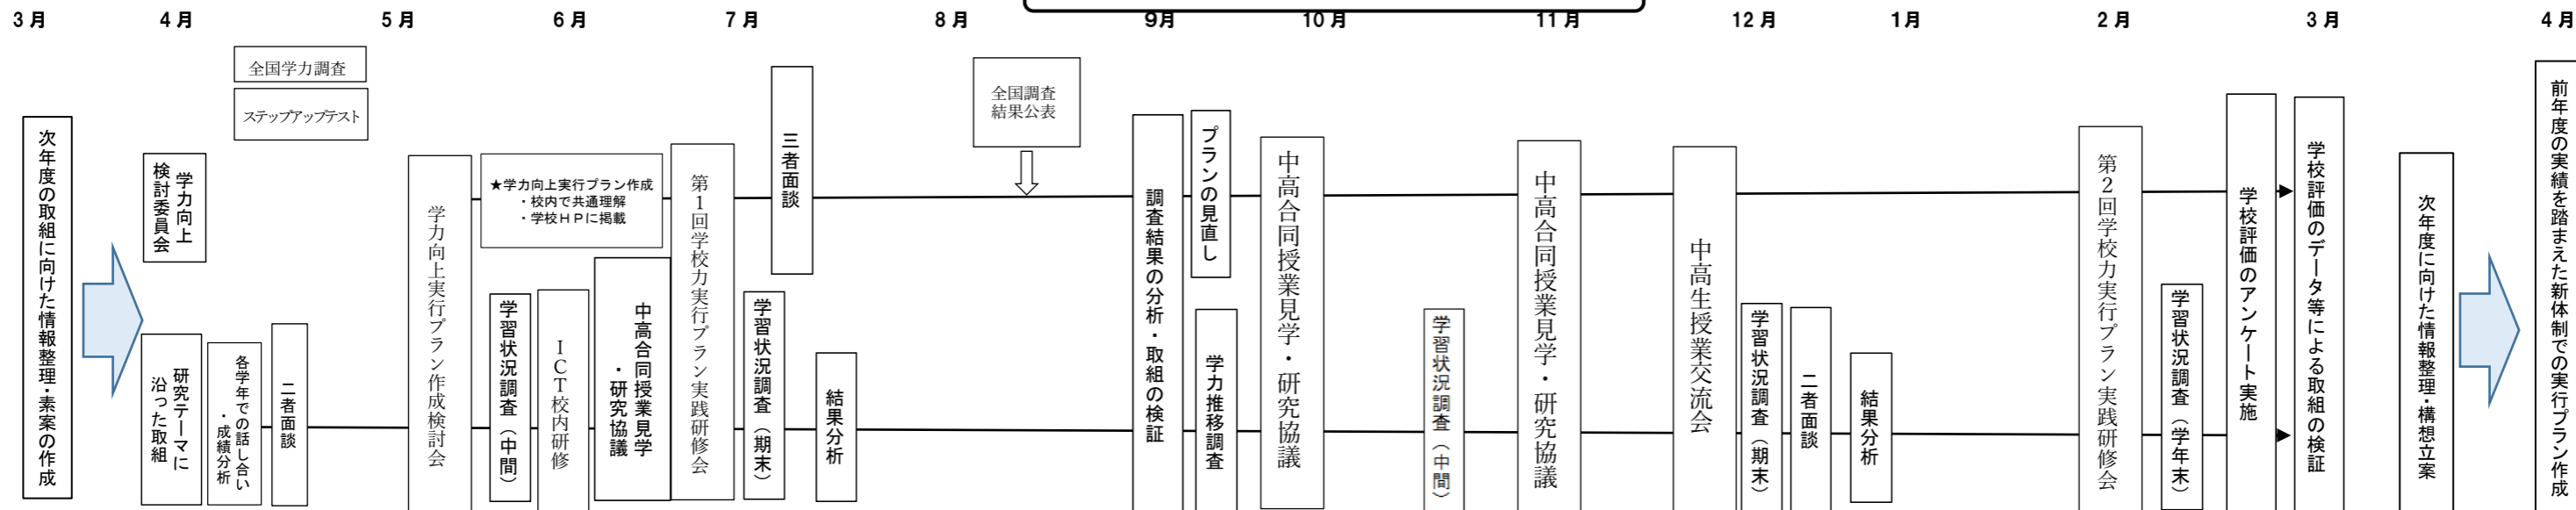 3月
4月
5月
6月
7月
8月
9月
10月
11月
12月
1月
2月
3月
4月
次年度の取組に向けた情報整理・素案の作成
学力向上
検討委員会
全国学力調査
ステップアップテスト
研究テーマに
沿った取組
各学年での話し合い
・成績分析
二者面談
学力向上実行プラン作成検討会
★学力向上実行プラン作成
・校内で共通理解
・学校HPに掲載
学習状況調査（中間）
ICT校内研修
中高合同授業見学
・研究協議
第1回学校力実行プラン実践研修会
三者面談
学習状況調査（期末）
結果分析
全国調査
結果公表
調査結果の分析・取組の検証
プランの見直し
学力推移調査
中高合同授業見学・研究協議
学習状況調査（中間）
中高合同授業見学・研究協議
中高生授業交流会
学習状況調査（期末）
二者面談
結果分析
第2回学校力実行プラン実践研修会
学習状況調査（学年末）
学校評価のアンケート実施
学校評価のデータ等による取組の検証
次年度に向けた情報整理・構想立案
前年度の実績を踏まえた新体制での実行プラン作成